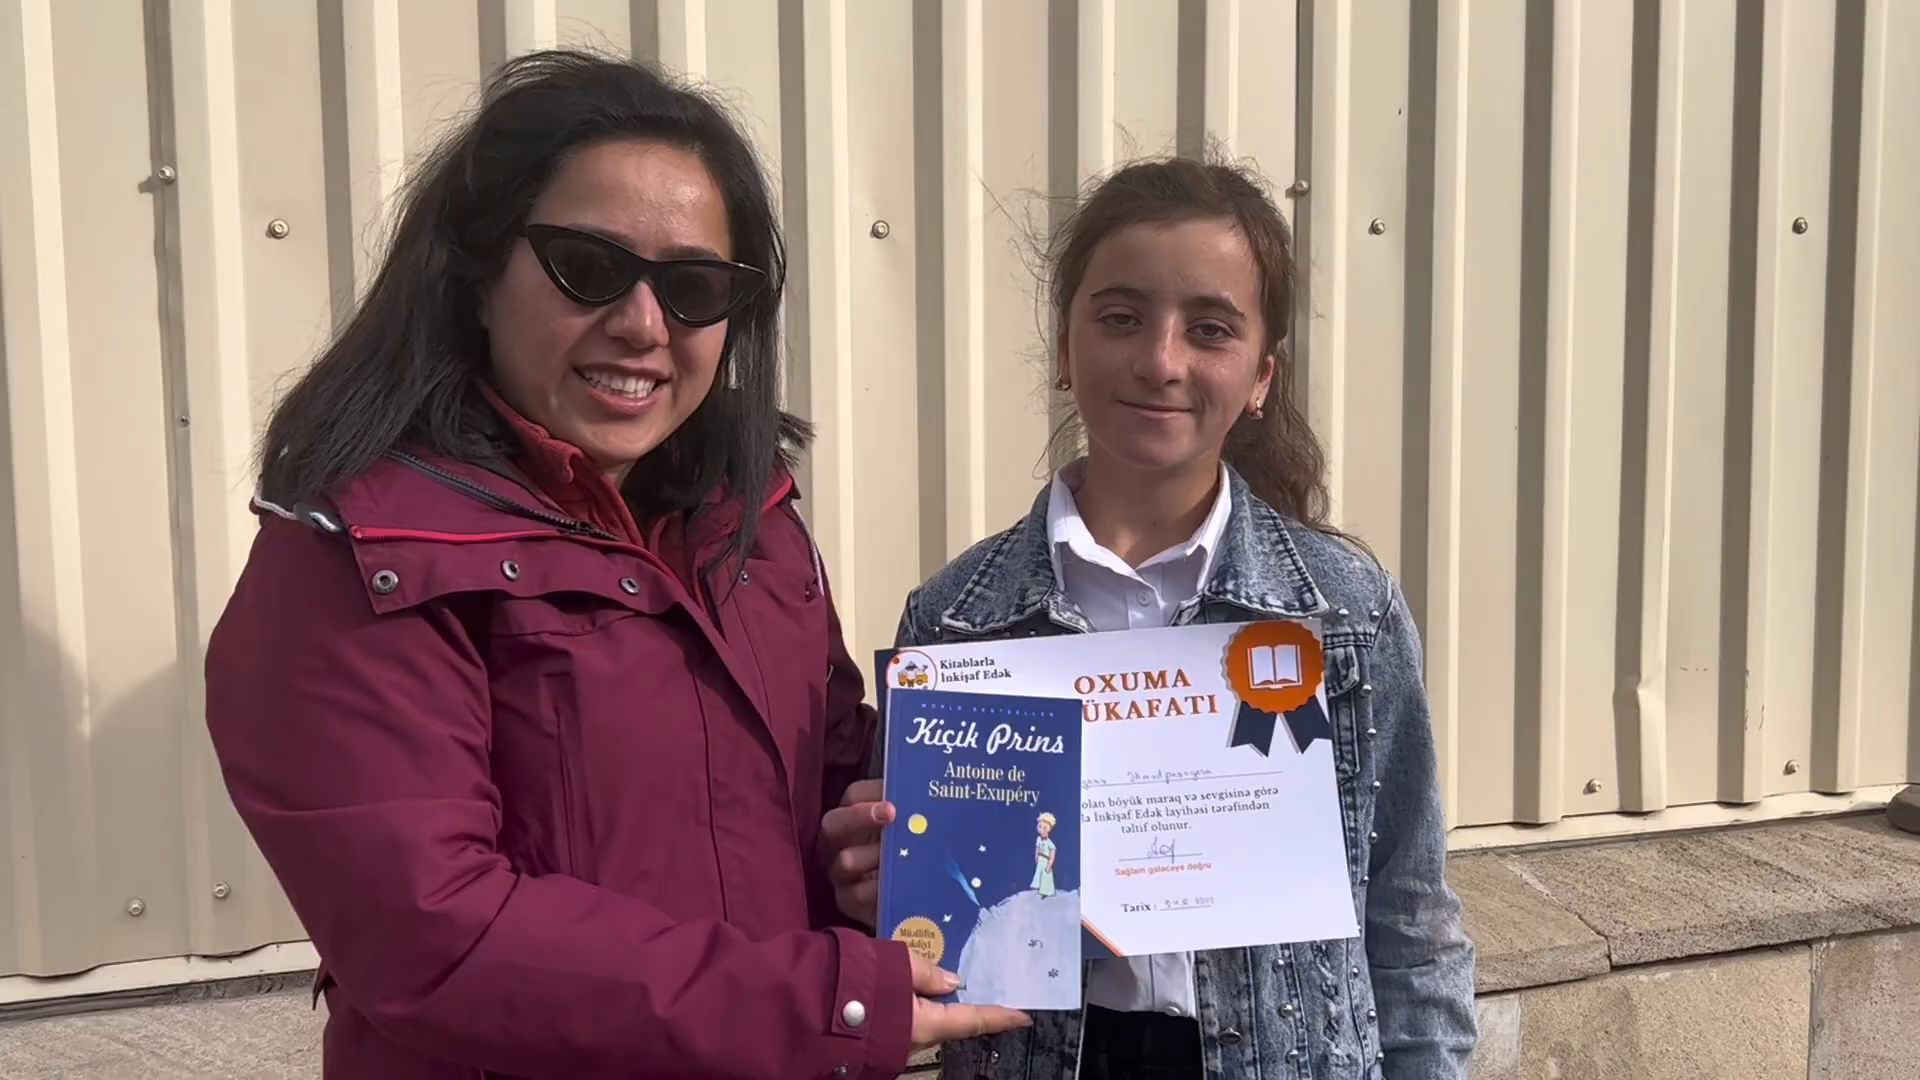 Kitablarla
İnkişaf Edək
OXUMA
ÜKAFATI
WORLD BESTSELLER
Kiçik Prins
Antoine de
Saint-Exupéry
olan böyük maraq və sevgisinə görə
la İnkişaf Edək layihəsi tərəfindən
təltif olunur.
Sağlam gələcəyə doğru
Tarix :
Müəllifin